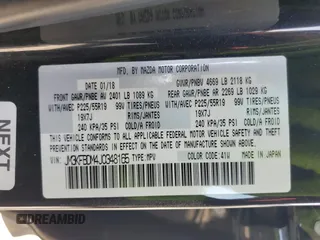 MFD. BY MAZDA MOTOR CORPORATION
DATE 01/18 GVWR/PNBV 4669 LB 2118 KG
FRONT GAWR/PNBE AV 2401 LB 1089 KG REAR GAWR/PNBE AR 2269 LB 1029 KG
WITH/AVEC P225/55R19 99V TIRES/PNEUS WITH/AVEC P225/55R19 99V TIRES/PNEUS
19X7J RIMS/JANTES 19X7J RIMS/JANTES
240 KPA/35 PSI COLD/A FROID 240 KPA/35 PSI COLD/A FROID
THIS VEHICLE CONFORMS TO ALL APPLICABLE FEDERAL MOTOR VEHICLE
SAFETY, BUMPER, AND THEFT PREVENTION STANDARDS IN EFFECT ON THE
DATE OF MANUFACTURE SHOWN ABOVE.
MADE IN JAPAN
VIN: JM3KFBDM4J0348166 TYPE: MPV COLOR CODE: 41W
NEXT
© DREAMBID